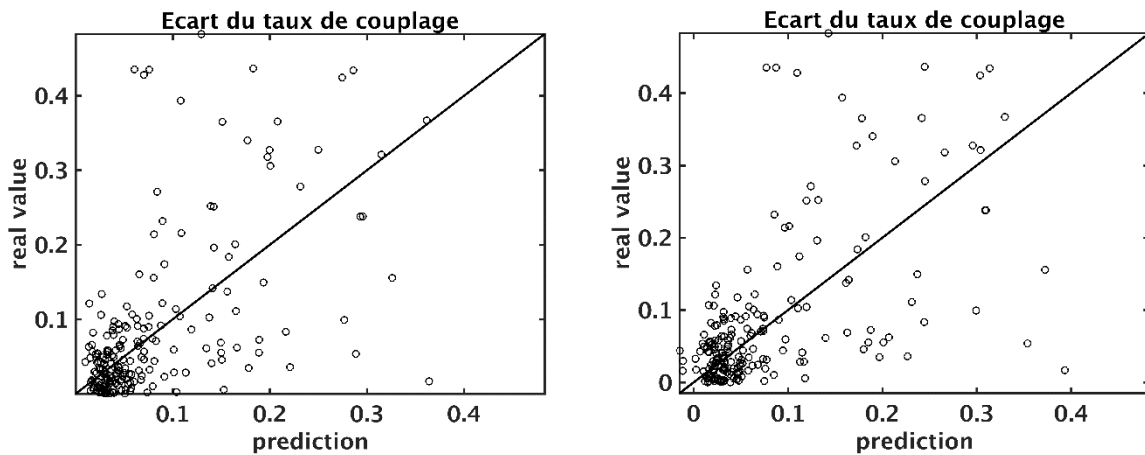 Ecart du taux de couplage
real value
0.4
0.3
0.2
0.1
0.1 0.2 0.3 0.4
prediction
Ecart du taux de couplage
real value
0.4
0.3
0.2
0.1
0
0 0.1 0.2 0.3 0.4
prediction